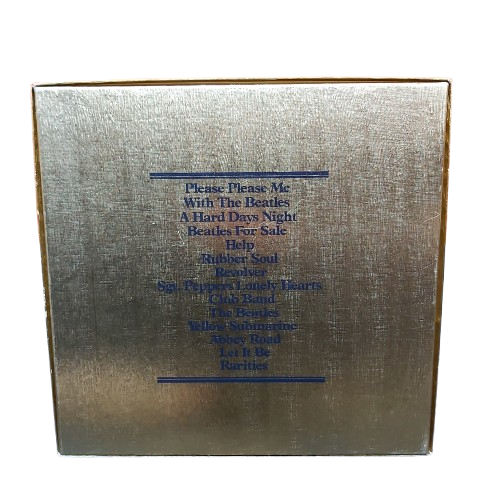 Please Please Me
With The Beatles
A Hard Days Night
Beatles For Sale
Help
Rubber Soul
Revolver
Sgt. Peppers Lonely Hearts
Club Band
The Beatles
Yellow Submarine
Abbey Road
Let It Be
Rarities